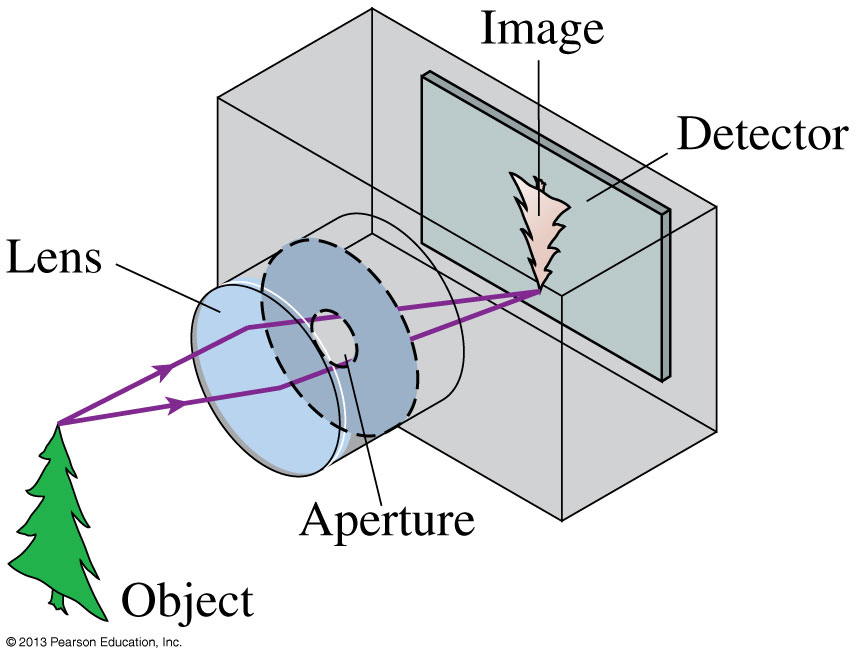 Image
Detector
Lens
Aperture
Object
© 2013 Pearson Education, Inc.